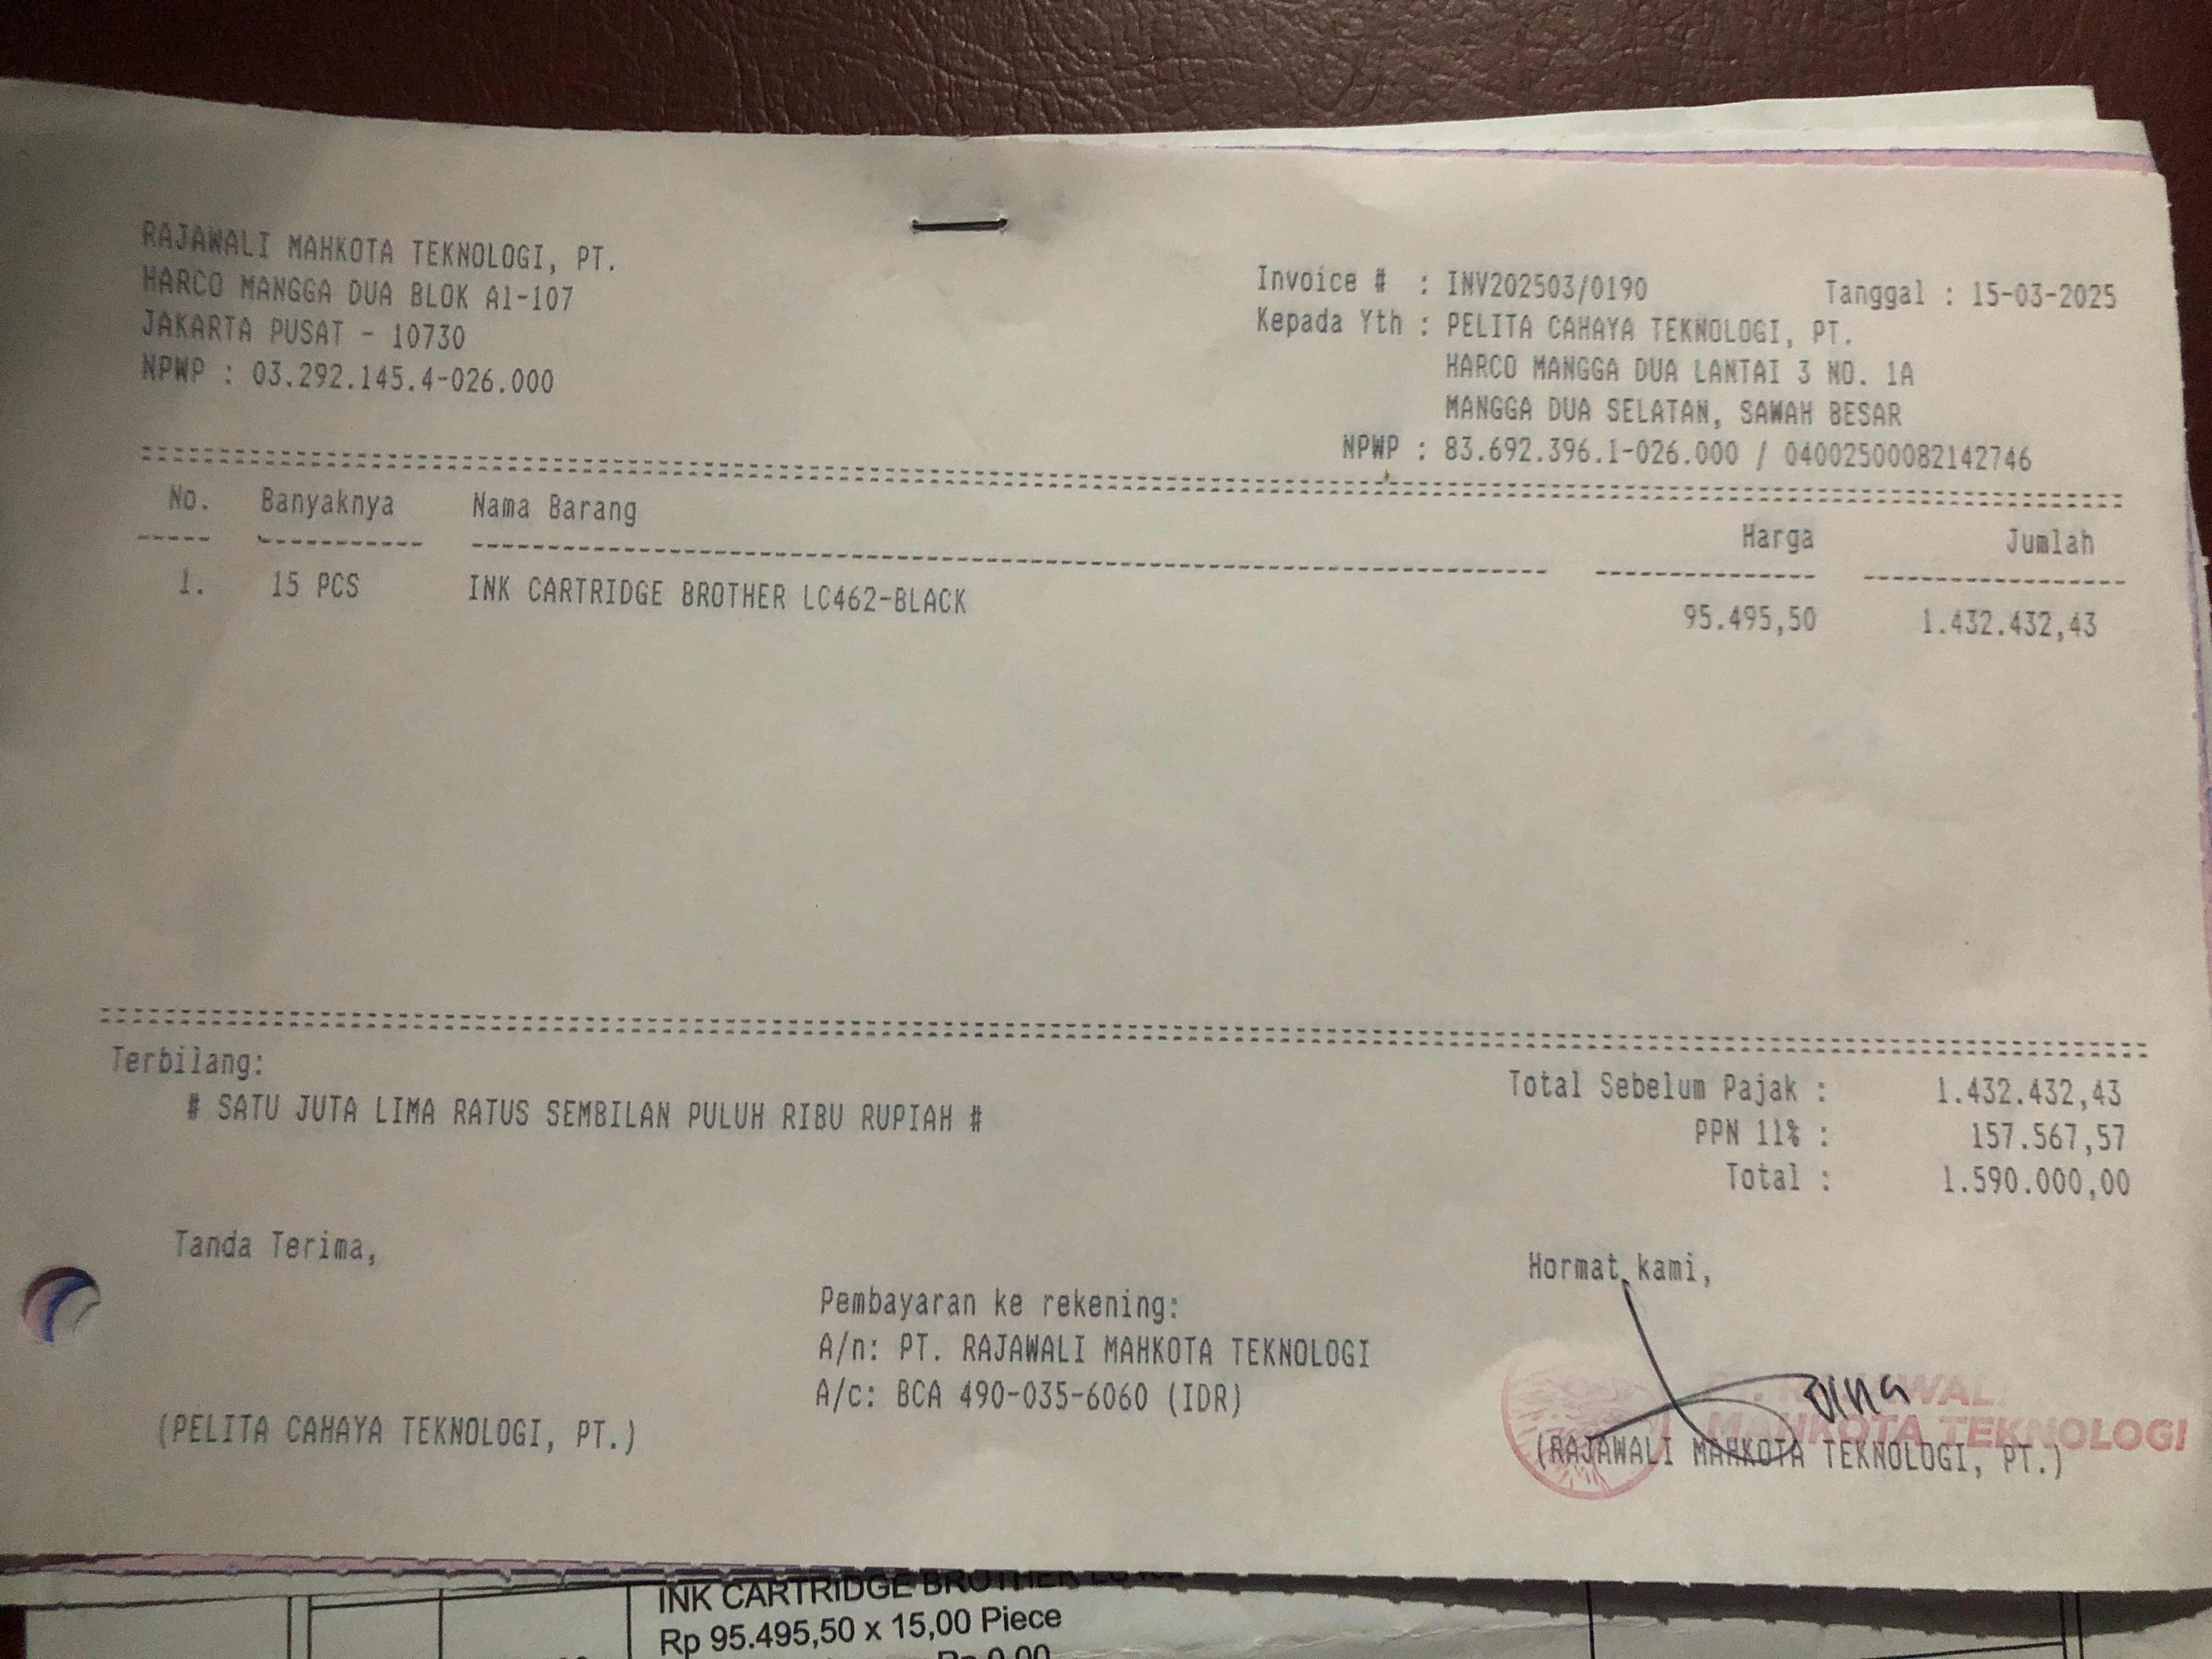 RAJAWALI MAHKOTA TEKNOLOGI, PT.
HARCO MANGGA DUA BLOK A1-107
JAKARTA PUSAT - 10730
NPWP : 03.292.145.4-026.000
Invoice # : INV202503/0190 Tanggal : 15-03-2025
Kepada Yth : PELITA CAHAYA TEKNOLOGI, PT.
HARCO MANGGA DUA LANTAI 3 NO. 1A
MANGGA DUA SELATAN, SAWAH BESAR
NPWP : 83.692.396.1-026.000 / 04002500082142746
No. Banyaknya Nama Barang Harga Jumlah
1. 15 PCS INK CARTRIDGE BROTHER LC462-BLACK 95.495,50 1.432.432,43
Terbilang:
# SATU JUTA LIMA RATUS SEMBILAN PULUH RIBU RUPIAH #
Total Sebelum Pajak : 1.432.432,43
PPN 11% : 157.567,57
Total : 1.590.000,00
Tanda Terima,
(PELITA CAHAYA TEKNOLOGI, PT.)
Pembayaran ke rekening:
A/n: PT. RAJAWALI MAHKOTA TEKNOLOGI
A/c: BCA 490-035-6060 (IDR)
Hormat kami,
MAHKOTA TEKNOLOGI
(RAJAWALI MAHKOTA TEKNOLOGI, PT.)
INK CARTRIDGE BROTHER
Rp 95.495,50 x 15,00 Piece